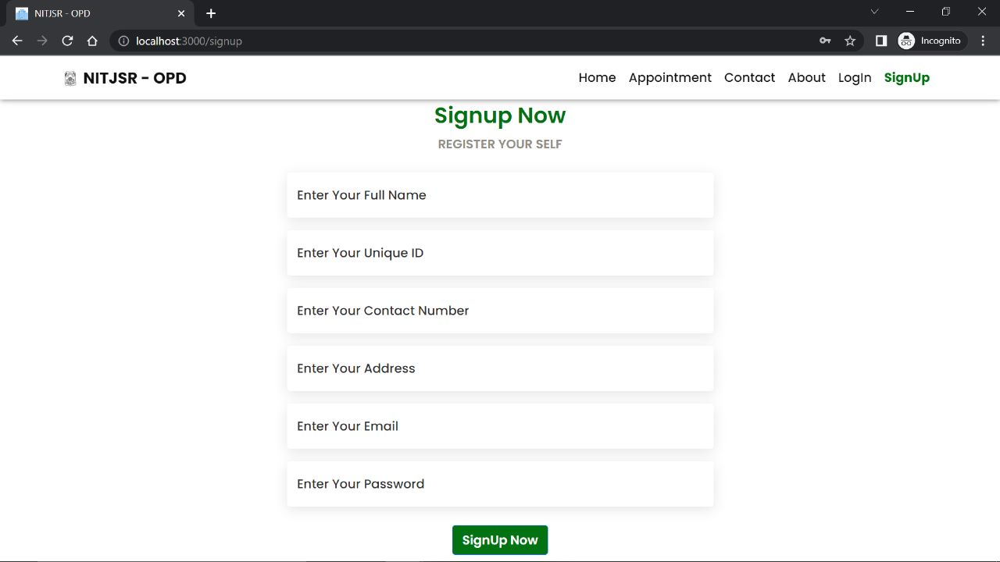 NITJSR - OPD
localhost:3000/signup
Incognito
NITJSR - OPD
Home Appointment Contact About LogIn SignUp
Signup Now
REGISTER YOUR SELF
Enter Your Full Name
Enter Your Unique ID
Enter Your Contact Number
Enter Your Address
Enter Your Email
Enter Your Password
SignUp Now